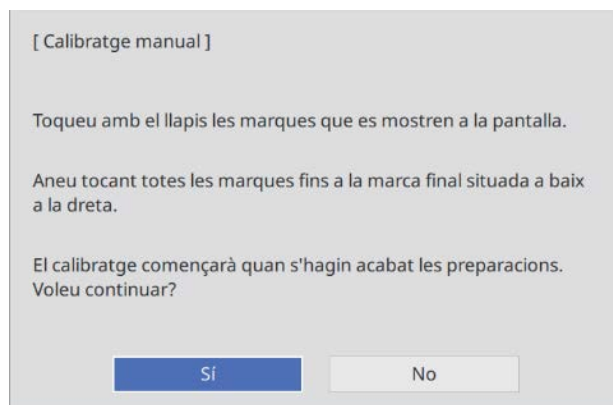 [ Calibratge manual ]
Toqueu amb el llapis les marques que es mostren a la pantalla.
Aneu tocant totes les marques fins a la marca final situada a baix
a la dreta.
El calibratge començarà quan s'hagin acabat les preparacions.
Voleu continuar?
Sí
No